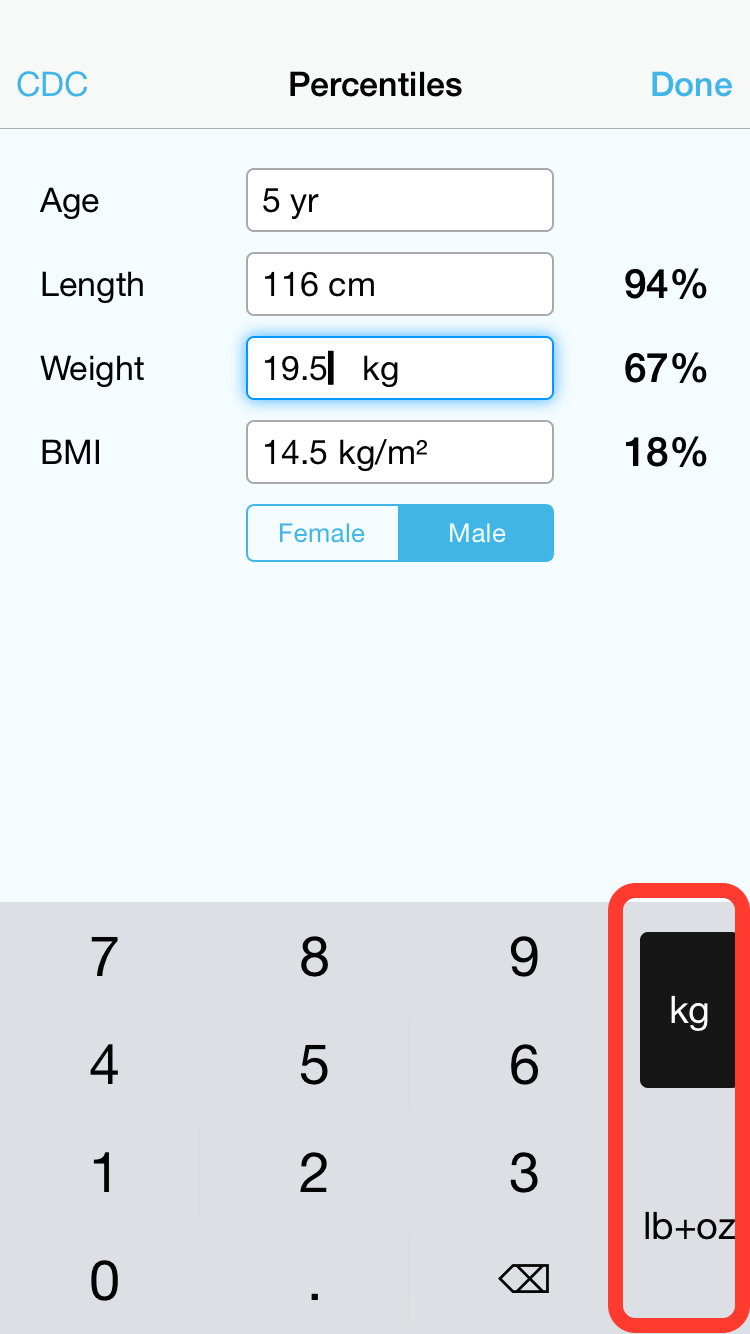 CDC Percentiles Done
Age 5 yr
Length 116 cm 94%
Weight 19.5 kg 67%
BMI 14.5 kg/m² 18%
Female Male
7 8 9
kg
4 5 6
1 2 3
lb+oz
0 .